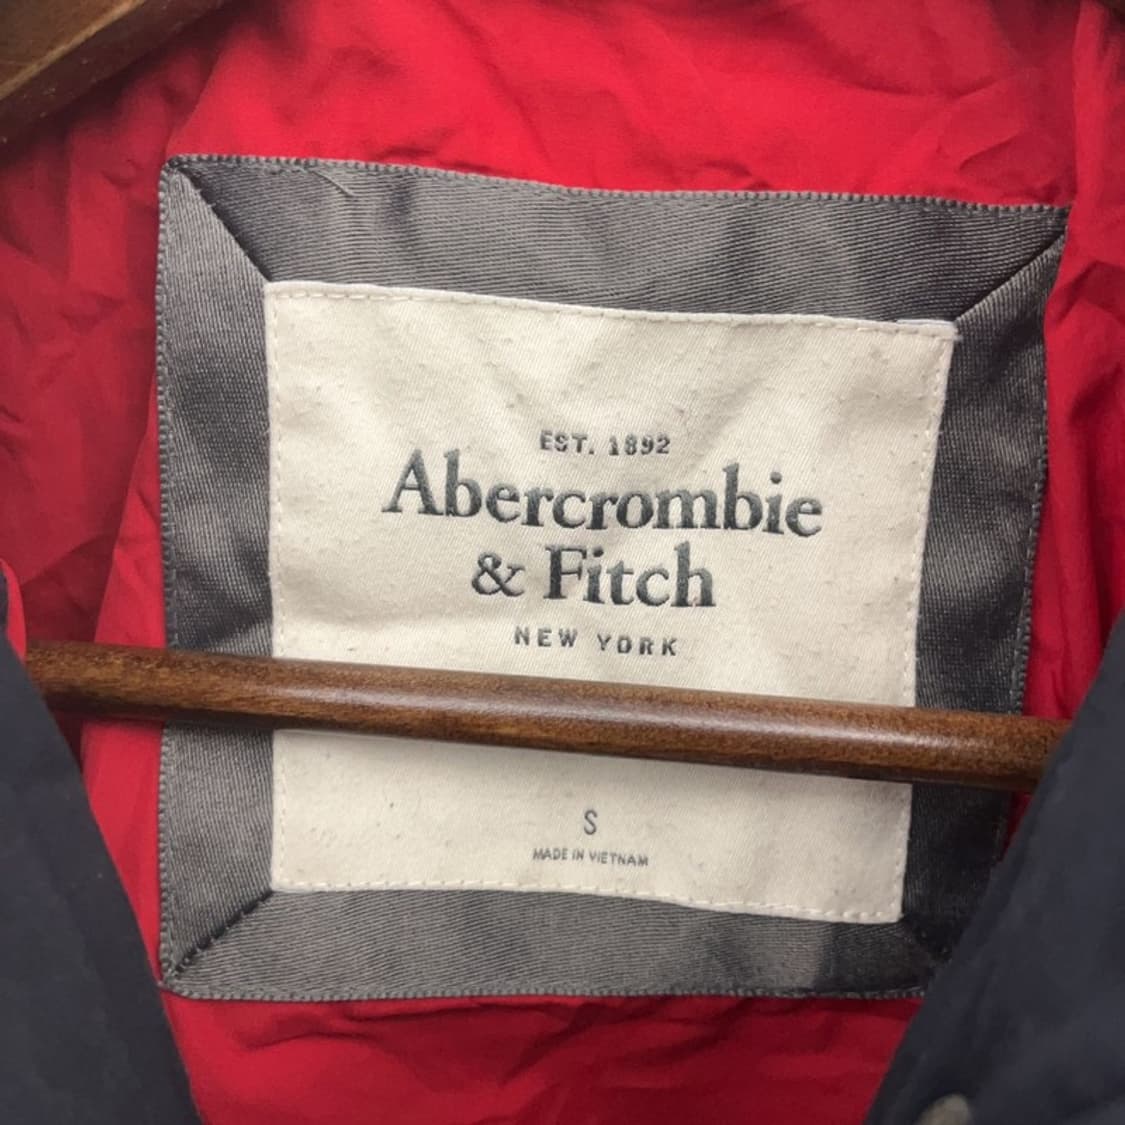 EST. 1892
Abercrombie
& Fitch
NEW YORK
S
MADE IN VIETNAM